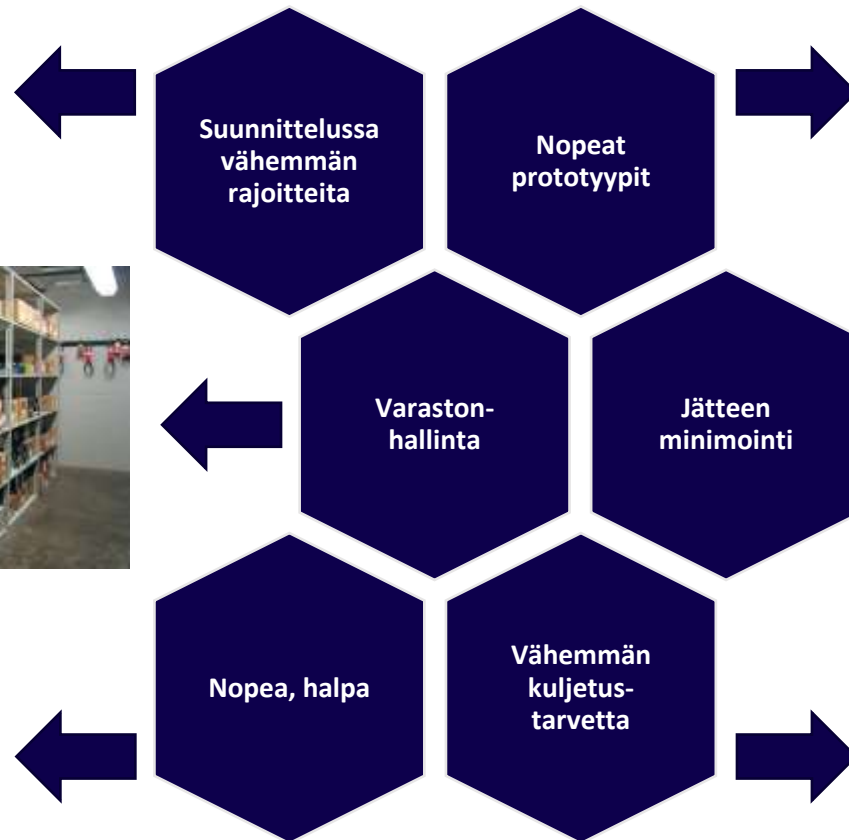 Suunnittelussa
vähemmän
rajoitteita
Nopeat
prototyypit
Varaston-
hallinta
Jätteen
minimointi
Nopea, halpa
Vähemmän
kuljetus-
tarvetta